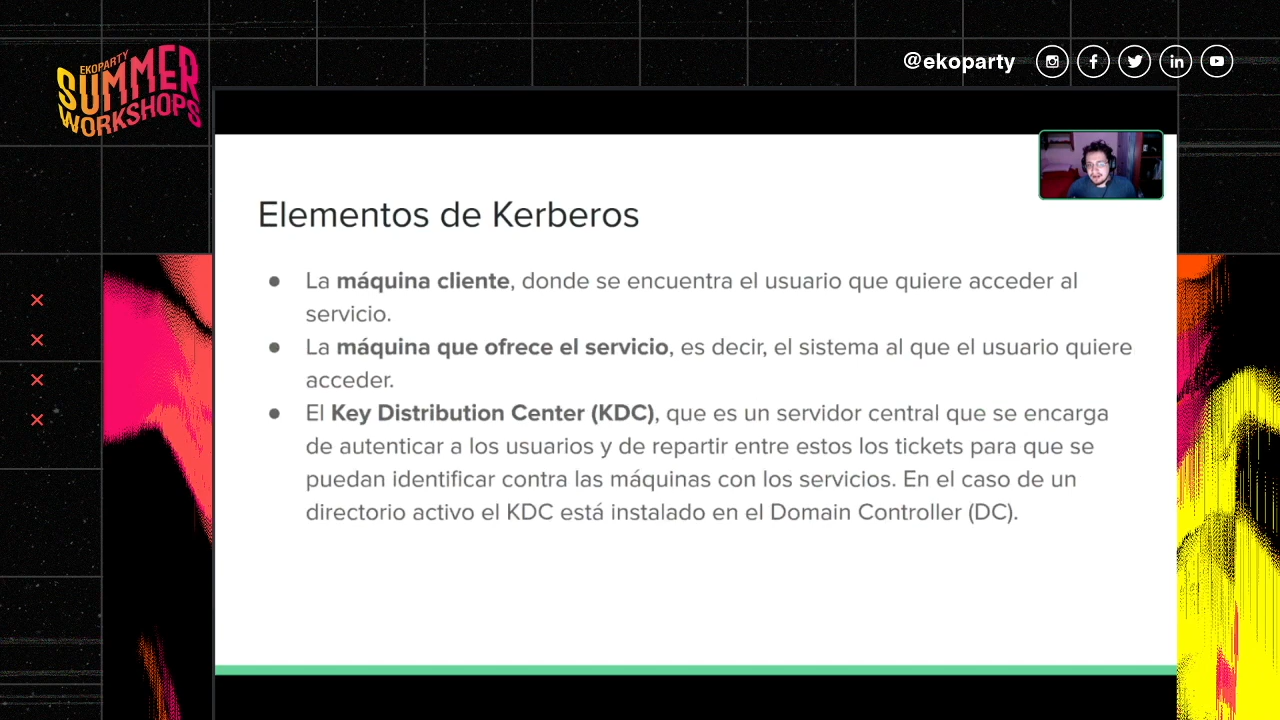 EKOPARTY
SUMMER
WORKSHOPS
@ekoparty
Elementos de Kerberos
● La máquina cliente, donde se encuentra el usuario que quiere acceder al
servicio.
● La máquina que ofrece el servicio, es decir, el sistema al que el usuario quiere
acceder.
● El Key Distribution Center (KDC), que es un servidor central que se encarga
de autenticar a los usuarios y de repartir entre estos los tickets para que se
puedan identificar contra las máquinas con los servicios. En el caso de un
directorio activo el KDC está instalado en el Domain Controller (DC).